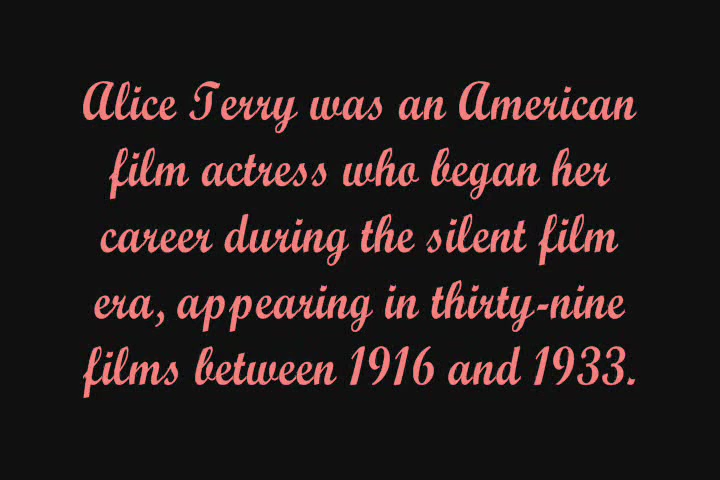 Alice Terry was an American
film actress who began her
career during the silent film
era, appearing in thirty-nine
films between 1916 and 1933.